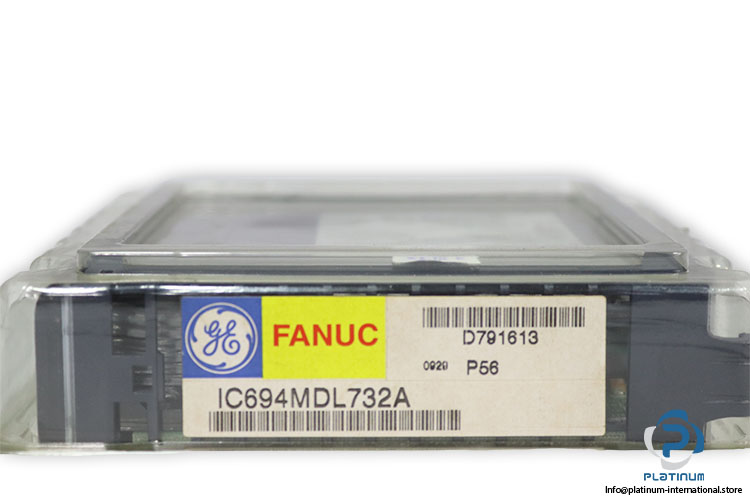 GE FANUC
D791613
0929 P56
IC694MDL732A
PLATINUM
Info@platinum-international.store